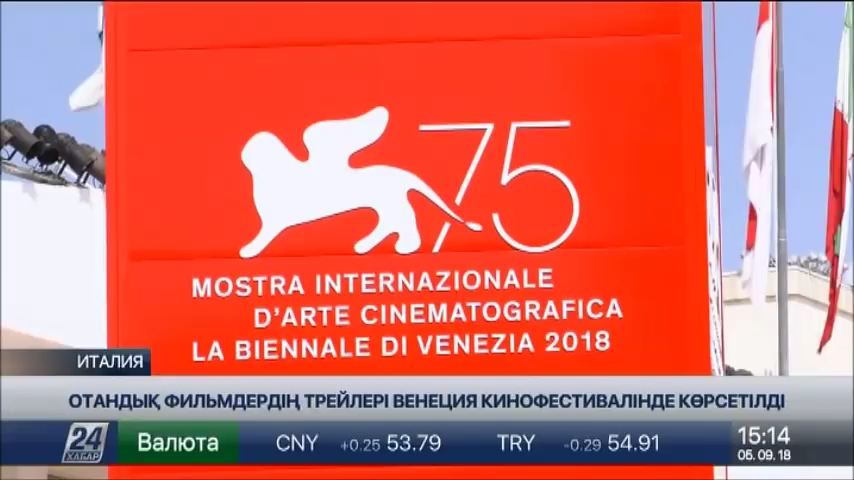 75
MOSTRA INTERNAZIONALE
D'ARTE CINEMATOGRAFICA
LA BIENNALE DI VENEZIA 2018
ИТАЛИЯ
ОТАНДЫҚ ФИЛЬМДЕРДІҢ ТРЕЙЛЕРІ ВЕНЕЦИЯ КИНОФЕСТИВАЛІНДЕ КӨРСЕТІЛДІ
24 ХАБАР Валюта CNY +0.25 53.79 TRY -0.29 54.91 15:14
05.09.18